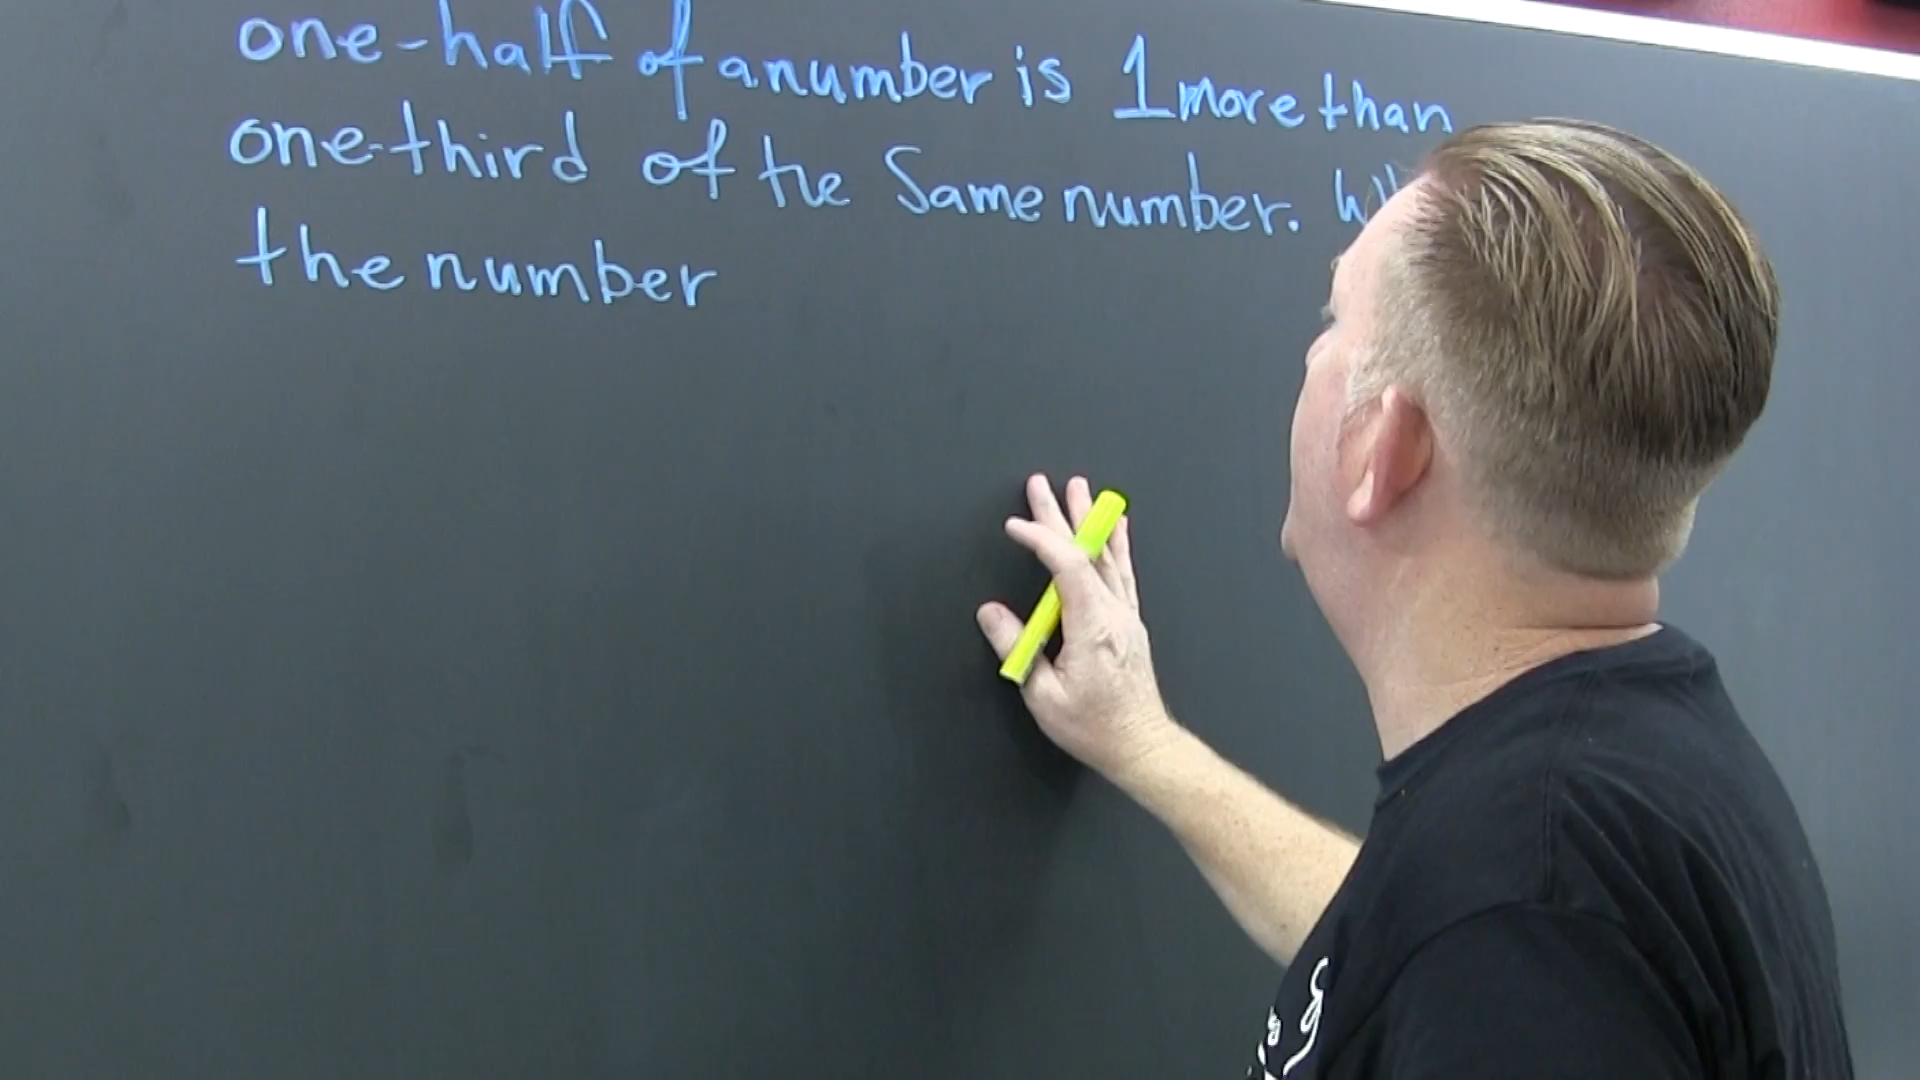 one-half of a number is 1 more than
one-third of the Same number.
the number